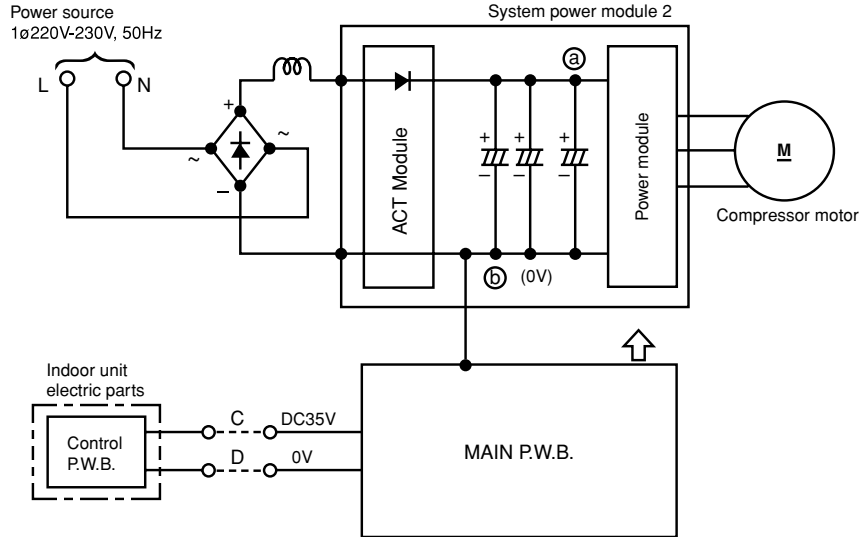 Power source
1ø220V-230V, 50Hz
L
N
System power module 2
ACT Module
+
~
~
–
+
–
+
–
+
–
ⓐ
ⓑ
(0V)
Power module
M
Compressor motor
Indoor unit
electric parts
Control
P.W.B.
C
DC35V
D
0V
MAIN P.W.B.